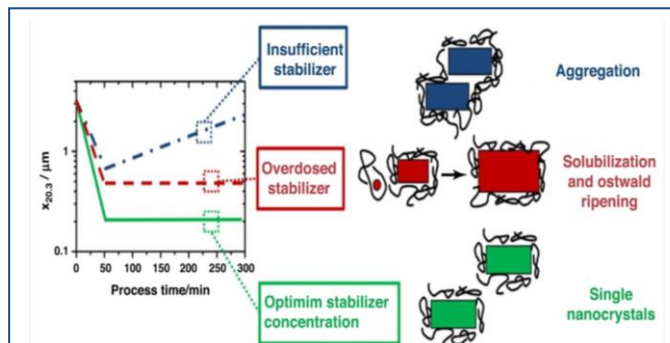 Insufficient
stabilizer
Overdosed
stabilizer
Optimim stabilizer
concentration
x20.3 / μm
1
0.1
0 50 100 150 200 250 300
Process time/min
Aggregation
Solubilization
and ostwald
ripening
Single
nanocrystals